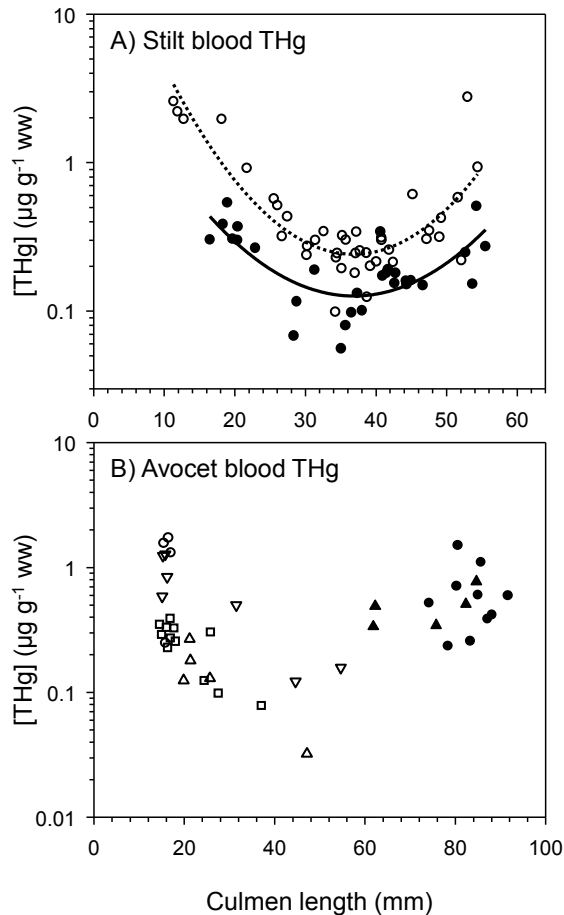 A) Stilt blood THg
[THg] (µg g⁻¹ ww)
10
1
0.1
0 10 20 30 40 50 60
B) Avocet blood THg
[THg] (µg g⁻¹ ww)
10
1
0.1
0.01
0 20 40 60 80 100
Culmen length (mm)